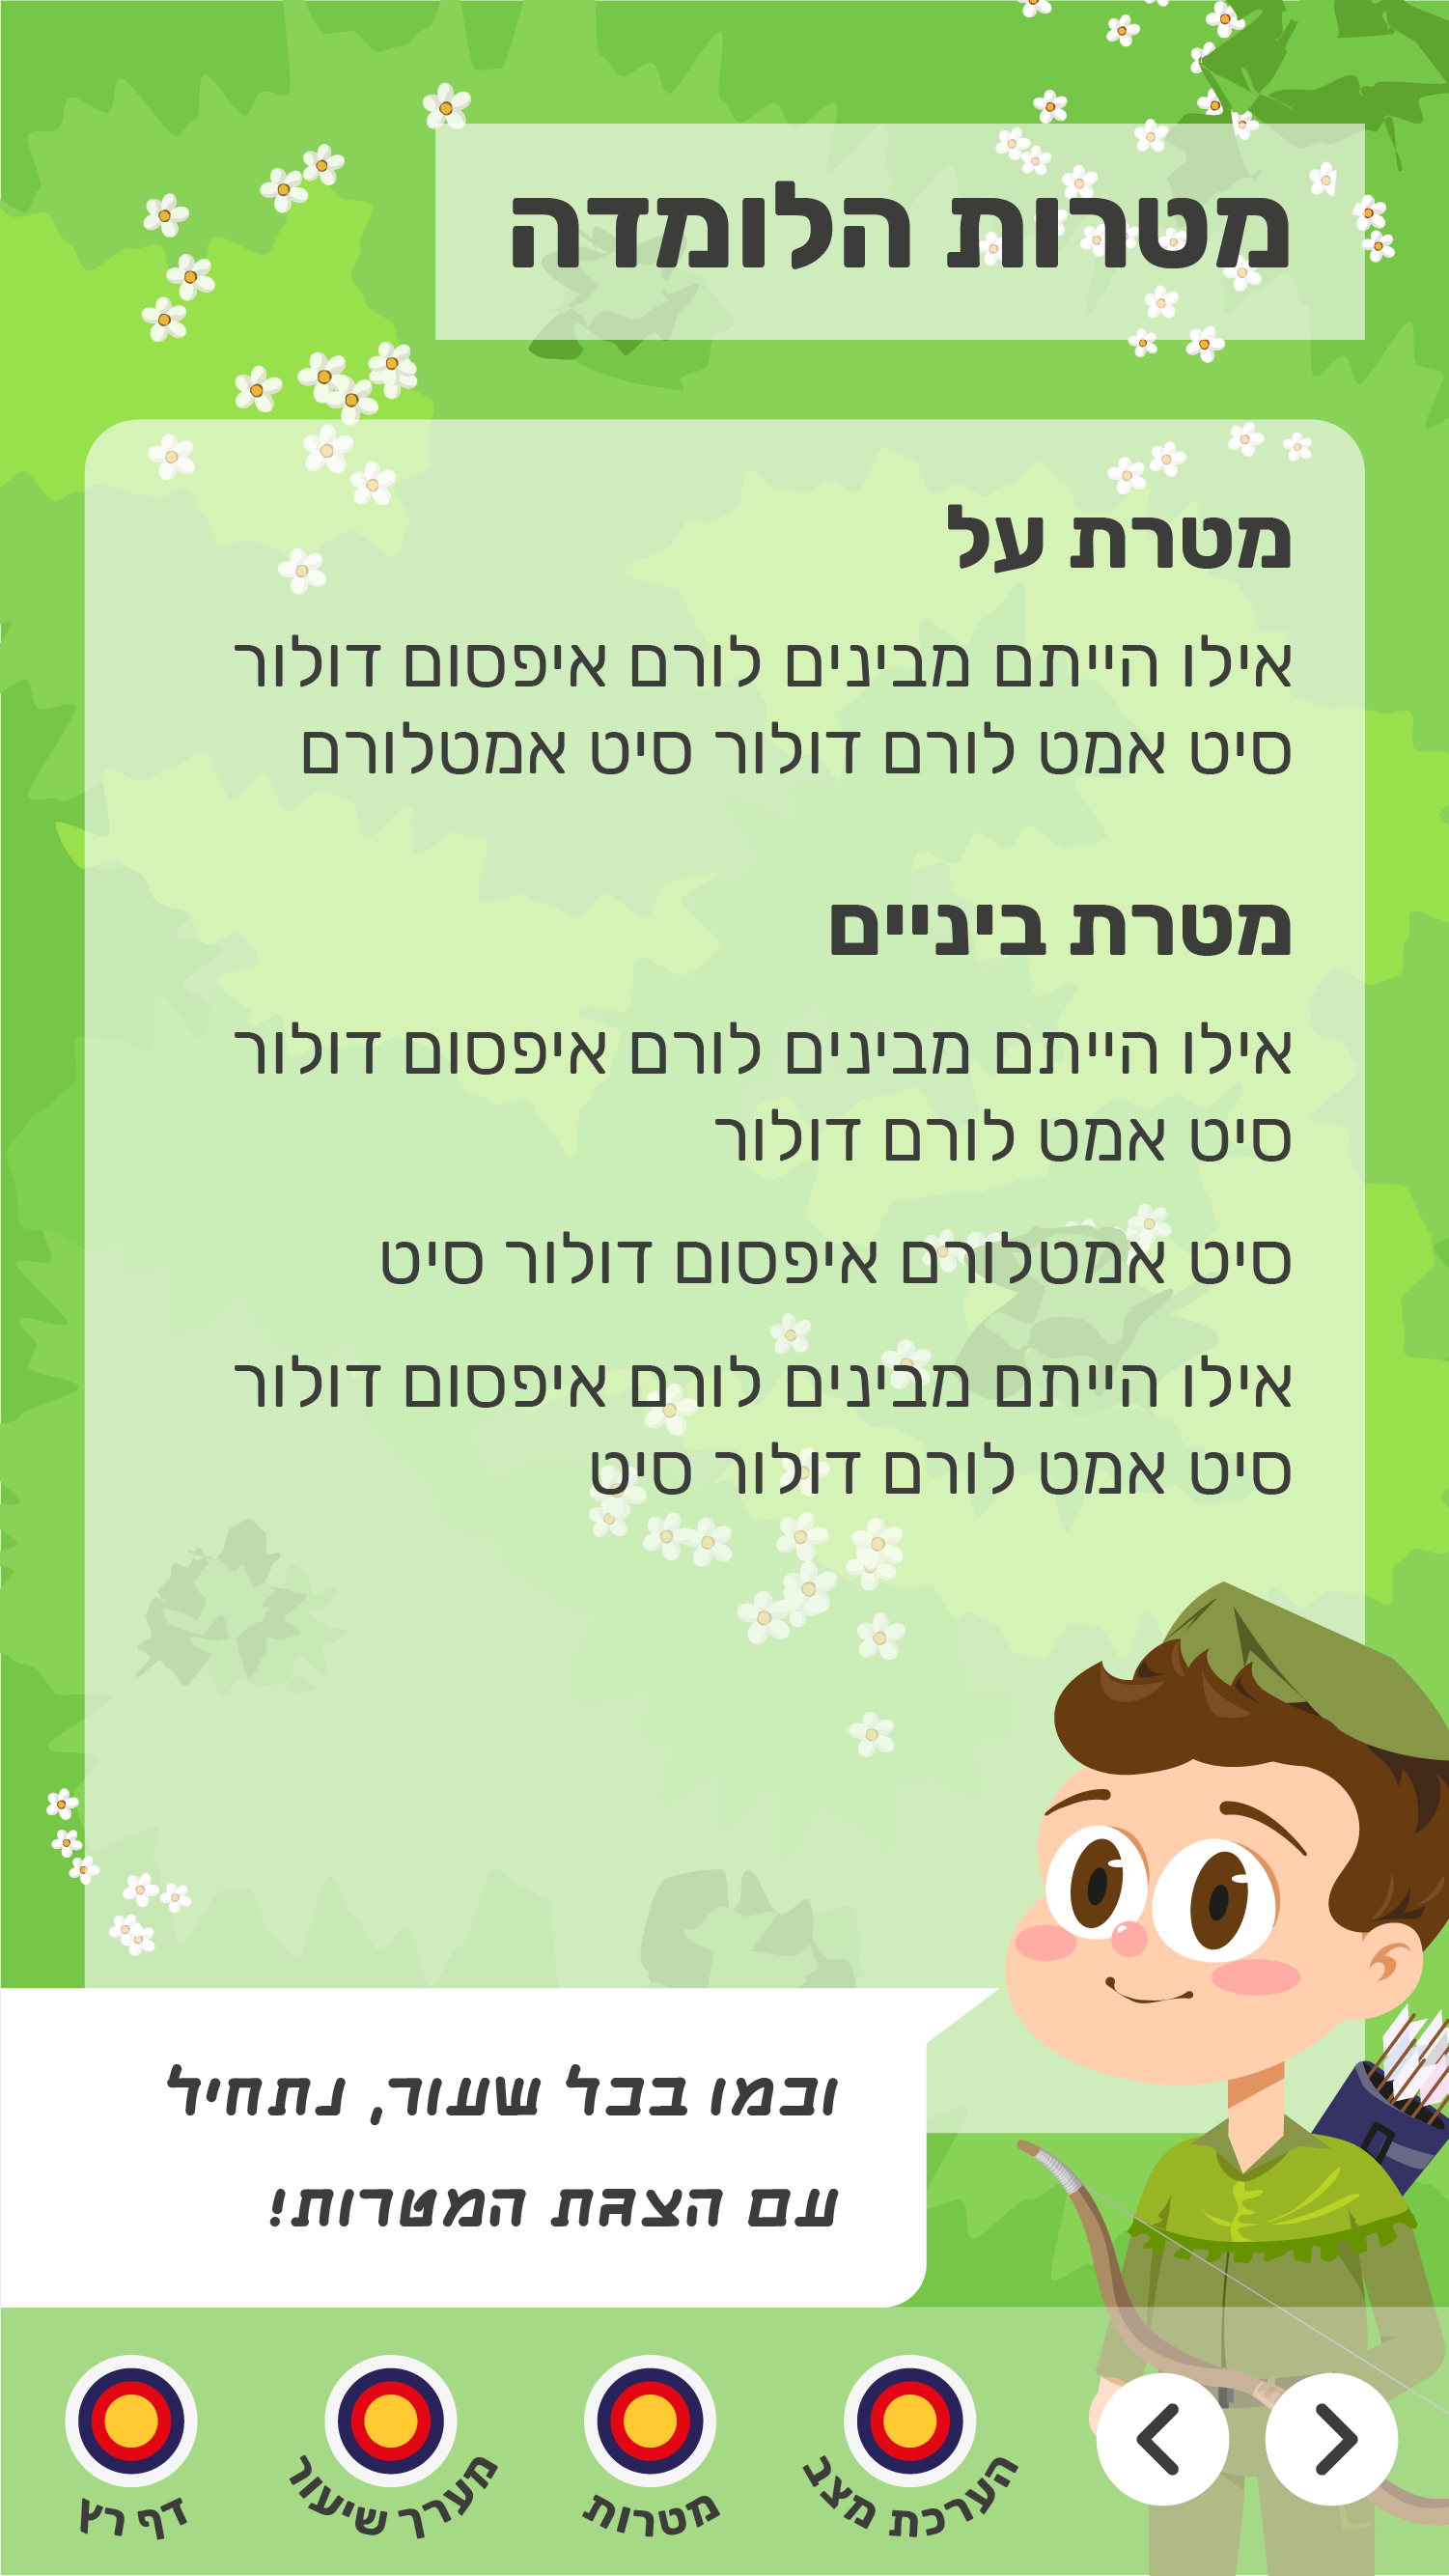 מטרות הלומדה
מטרת על
אילו הייתם מבינים לורם איפסום דולור
סיט אמט לורם דולור סיט אמטלורם
מטרת ביניים
אילו הייתם מבינים לורם איפסום דולור
סיט אמט לורם דולור
סיט אמטלורם איפסום דולור סיט
אילו הייתם מבינים לורם איפסום דולור
סיט אמט לורם דולור סיט
וכמו בכל שעור, נתחיל
עם הצגת המטרות!
הערכת מצב
מטרות
מערך שיעור
דף רץ